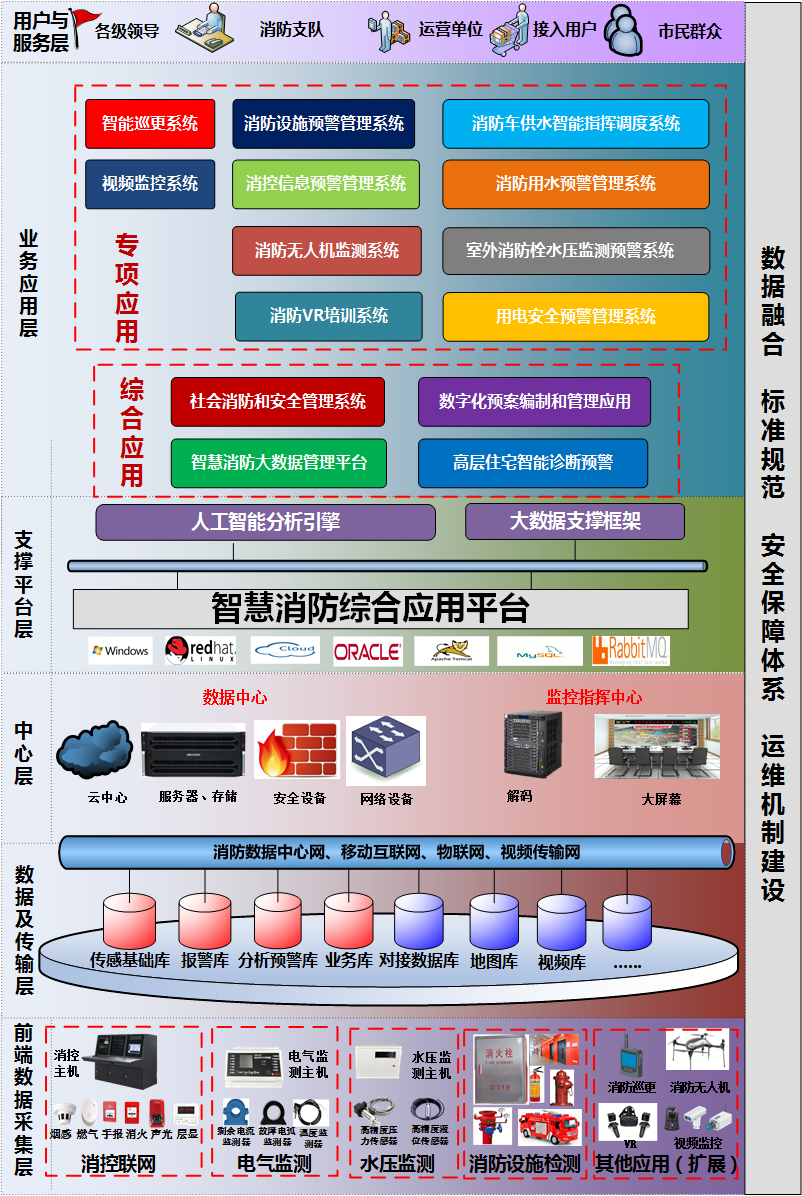 用户与
服务层
各级领导
消防支队
运营单位
接入用户
市民群众
业务应用层
智能巡更系统
消防设施预警管理系统
消防车供水智能指挥调度系统
视频监控系统
消控信息预警管理系统
消防用水预警管理系统
专项应用
消防无人机监测系统
室外消防栓水压监测预警系统
消防VR培训系统
用电安全预警管理系统
综合应用
社会消防和安全管理系统
数字化预案编制和管理应用
智慧消防大数据管理平台
高层住宅智能诊断预警
支撑平台层
人工智能分析引擎
大数据支撑框架
智慧消防综合应用平台
Windows
redhat.
LINUX
Cloud
ORACLE
Apache Tomcat
MySQL
RabbitMQ
中心层
数据中心
监控指挥中心
云中心
服务器、存储
安全设备
网络设备
解码
大屏幕
数据及传输层
消防数据中心网、移动互联网、物联网、视频传输网
传感基础库
报警库
分析预警库
业务库
对接数据库
地图库
视频库
......
前端数据采集层
消控
主机
烟感
燃气
手报
消火
声光
层显
消控联网
电气监
测主机
剩余电流
监测器
故障电弧
监测器
温度监
测器
电气监测
水压监
测主机
高精度压
力传感器
高精度液
位传感器
水压监测
消火栓
119
消防设施检测
消防巡更
消防无人机
VR
视频监控
其他应用（扩展）
数据融合
标准规范
安全保障体系
运维机制建设